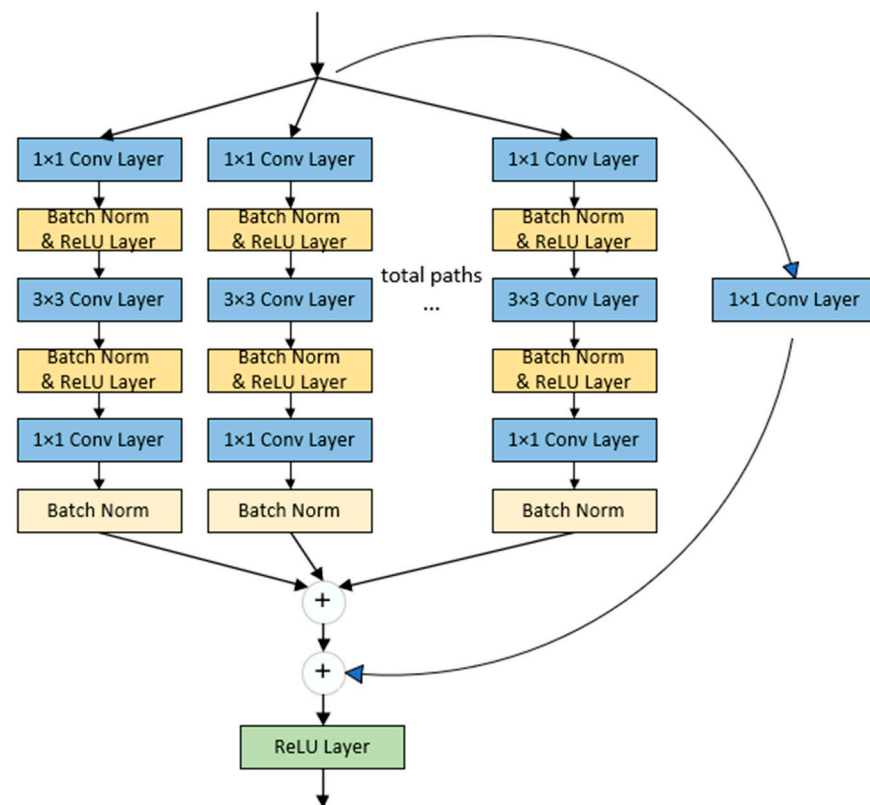 1×1 Conv Layer
1×1 Conv Layer
1×1 Conv Layer
Batch Norm
& ReLU Layer
Batch Norm
& ReLU Layer
Batch Norm
& ReLU Layer
total paths
...
3×3 Conv Layer
3×3 Conv Layer
3×3 Conv Layer
1×1 Conv Layer
Batch Norm
& ReLU Layer
Batch Norm
& ReLU Layer
Batch Norm
& ReLU Layer
1×1 Conv Layer
1×1 Conv Layer
1×1 Conv Layer
Batch Norm
Batch Norm
Batch Norm
+
+
ReLU Layer